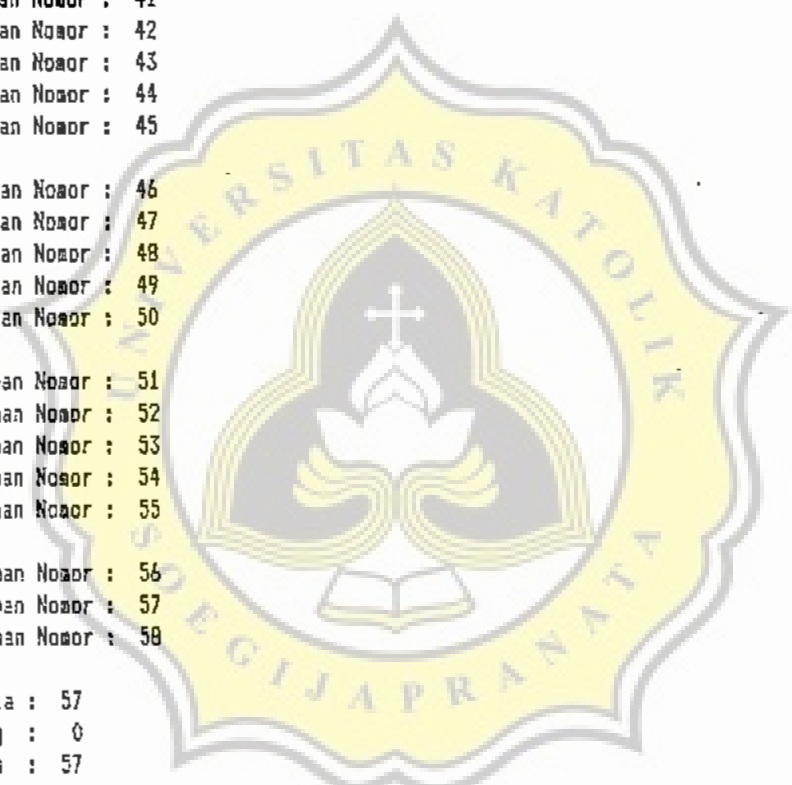 an Nomor : 41
an Nomor : 42
an Nomor : 43
an Nomor : 44
an Nomor : 45
an Nomor : 46
an Nomor : 47
an Nomor : 48
an Nomor : 49
an Nomor : 50
an Nomor : 51
an Nomor : 52
an Nomor : 53
an Nomor : 54
an Nomor : 55
an Nomor : 56
an Nomor : 57
an Nomor : 58
a : 57
: 0
: 57
UNIVERSITAS KATOLIK
SOEGIJAPRANATA